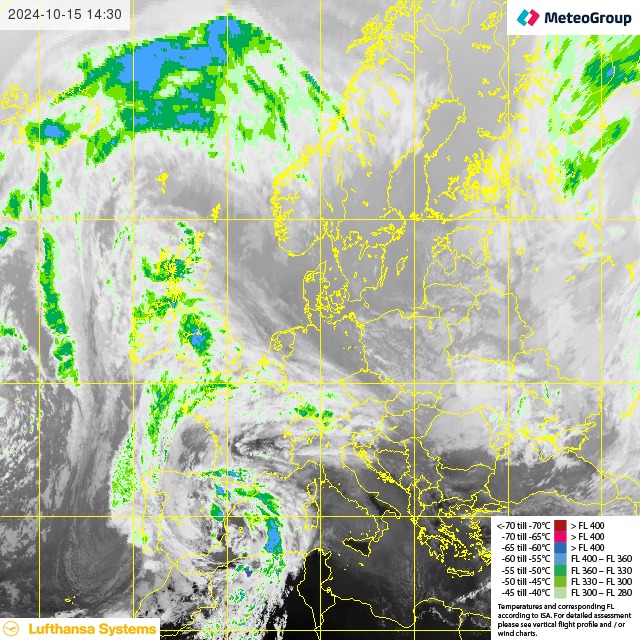 2024-10-15 14:30
MeteoGroup
<-70 till -70°C > FL 400
-70 till -65°C > FL 400
-65 till -60°C > FL 400
-60 till -55°C FL 400 – FL 360
-55 till -50°C FL 360 – FL 330
-50 till -45°C FL 330 – FL 300
-45 till -40°C FL 300 – FL 280
Temperatures and corresponding FL
according to ISA. For detailed assessment
please see vertical flight profile and / or
wind charts.
Lufthansa Systems